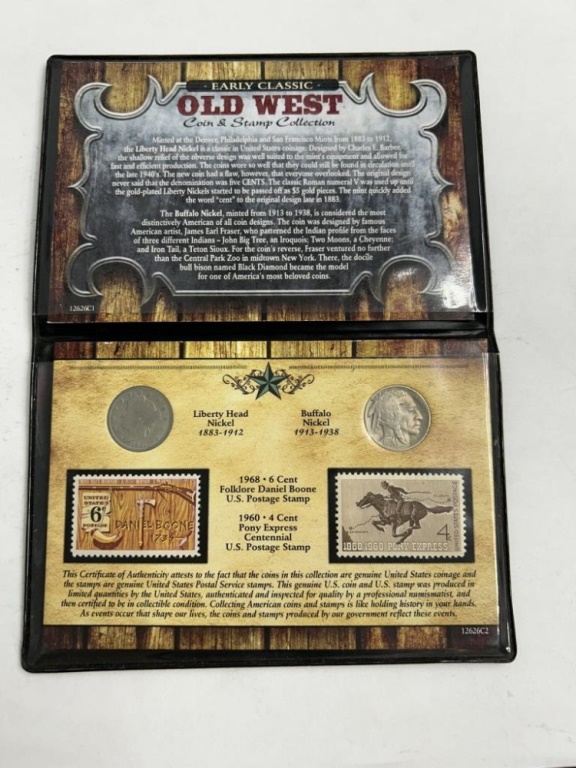 EARLY CLASSIC
OLD WEST
Coin & Stamp Collection
Minted at the Denver, Philadelphia and San Francisco Mints from 1883 to 1912,
the Liberty Head Nickel is a classic in United States coinage. Designed by Charles E. Barber,
the shallow relief of the obverse design was well suited to the mint's equipment and allowed for
fast and efficient production. The coins wore so well that they could still be found in circulation until
the late 1940's. The new coin had a flaw, however, that everyone overlooked. The original design
never said that the denomination was five CENTS. The classic Roman numeral V was used up until
the gold-plated Liberty Nickels started to be passed off as $5 gold pieces. The mint quickly added
the word "cent" to the original design late in 1883.
The Buffalo Nickel, minted from 1913 to 1938, is considered the most
distinctively American of all coin designs. The coin was designed by famous
American artist, James Earl Fraser, who patterned the Indian profile from the faces
of three different Indians – John Big Tree, an Iroquois; Two Moons, a Cheyenne;
and Iron Tail, a Teton Sioux. For the coin's reverse, Fraser ventured no further
than the Central Park Zoo in midtown New York. There, the docile
bull bison named Black Diamond became the model
for one of America's most beloved coins.
12626C1
Liberty Head
Nickel
1883-1912
Buffalo
Nickel
1913-1938
UNITED
STATES
6¢
POSTAGE
DANIEL BOONE
1734
1968 • 6 Cent
Folklore Daniel Boone
U.S. Postage Stamp
1960 • 4 Cent
Pony Express
Centennial
U.S. Postage Stamp
4
UNITED STATES POSTAGE
1860-1960 PONY EXPRESS
This Certificate of Authenticity attests to the fact that the coins in this collection are genuine United States coinage and
the stamps are genuine United States Postal Service stamps. This genuine U.S. coin and U.S. stamp was produced in
limited quantities by the United States, authenticated and inspected for quality by a professional numismatist, and
then certified to be in collectible condition. Collecting American coins and stamps is like holding history in your hands.
As events occur that shape our lives, the coins and stamps produced by our government reflect these events.
12626C2